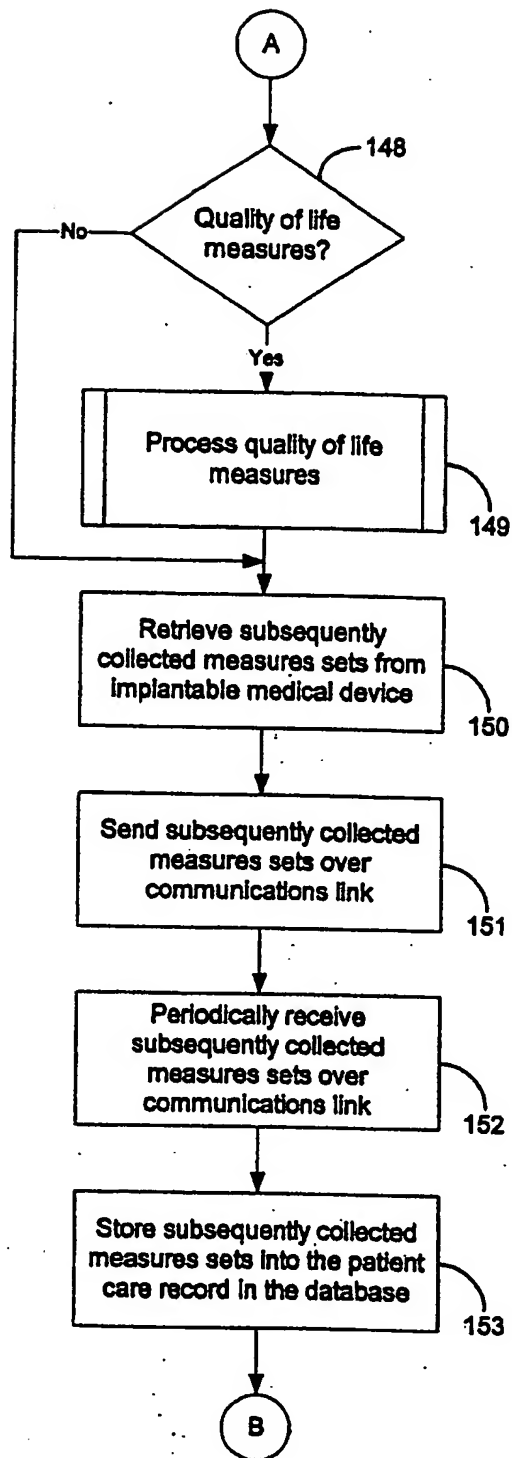 A
148
Quality of life
measures?
No
Yes
Process quality of life
measures
149
Retrieve subsequently
collected measures sets from
implantable medical device
150
Send subsequently collected
measures sets over
communications link
151
Periodically receive
subsequently collected
measures sets over
communications link
152
Store subsequently collected
measures sets into the patient
care record in the database
153
B